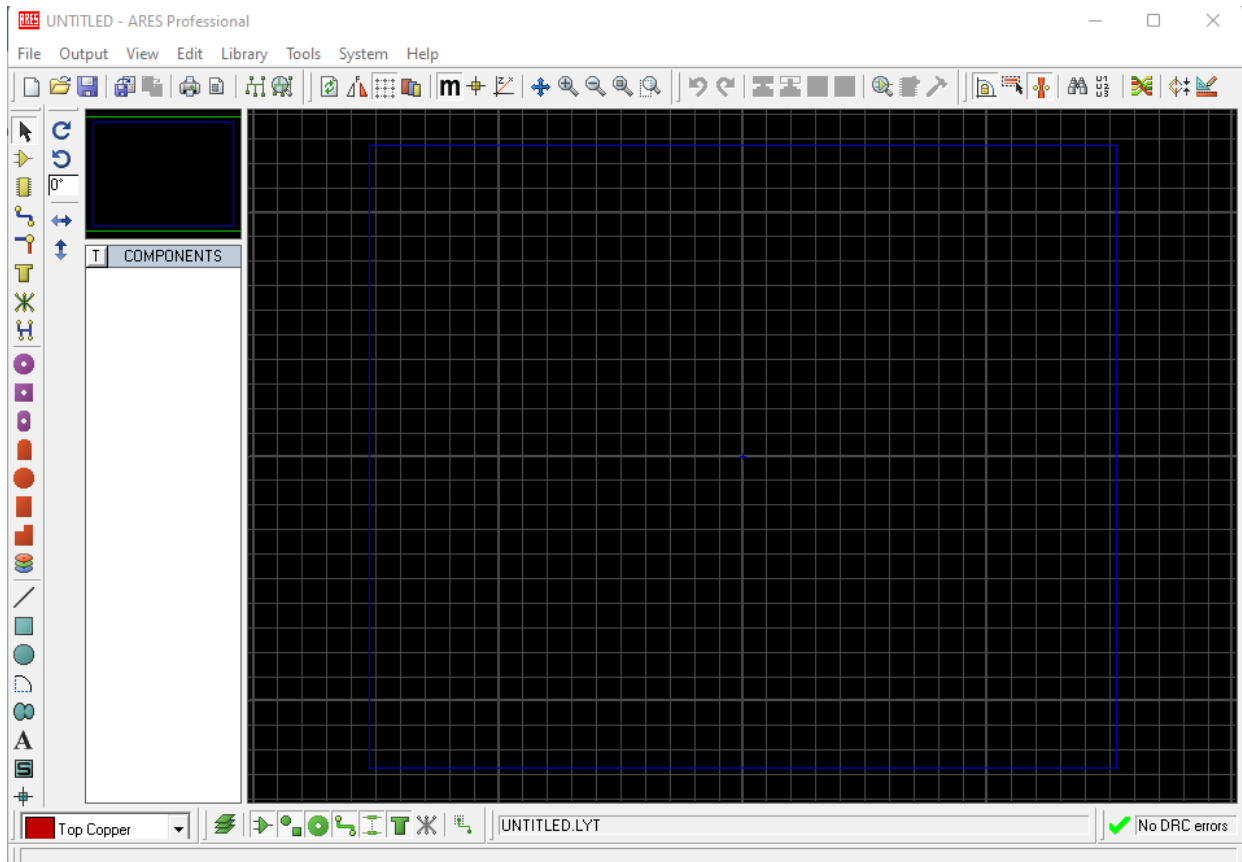 ARES UNTITLED - ARES Professional
File Output View Edit Library Tools System Help
m
0°
T COMPONENTS
A
S
Top Copper
UNTITLED.LYT
No DRC errors